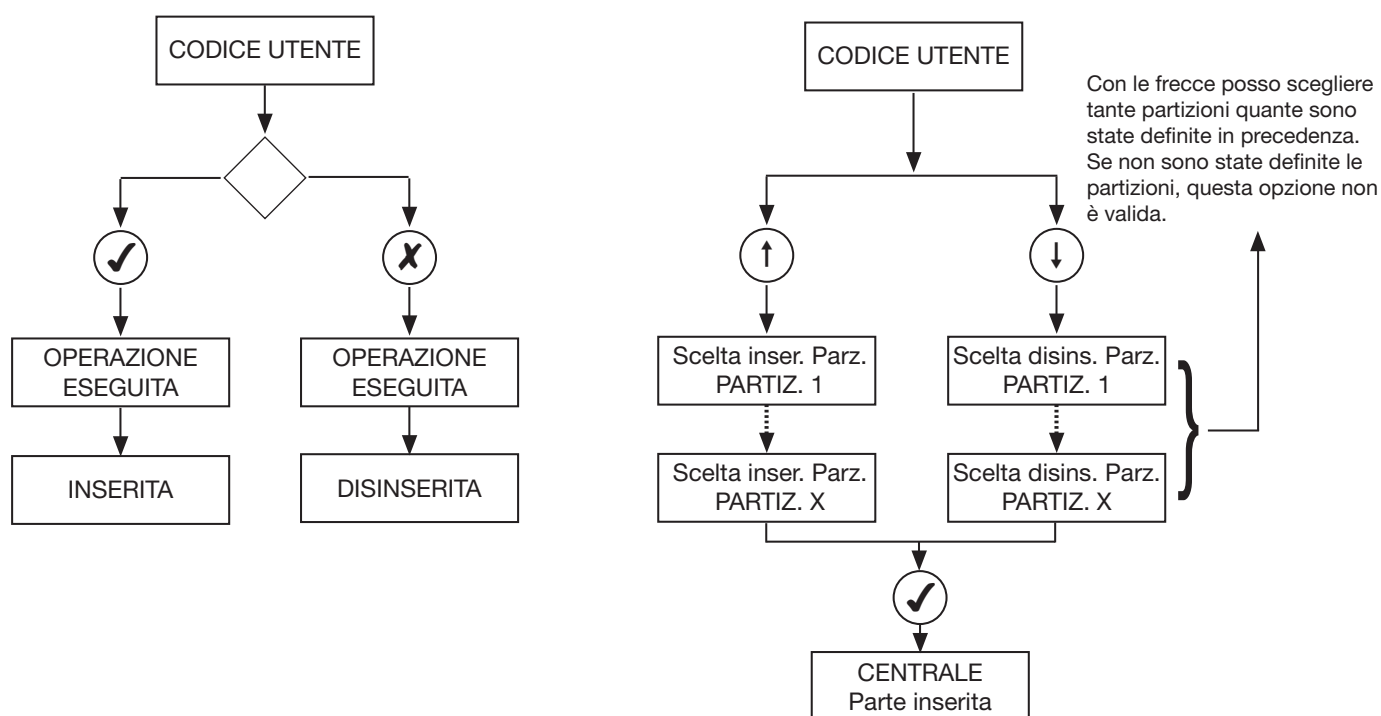 CODICE UTENTE
OPERAZIONE
ESEGUITA
INSERITA
OPERAZIONE
ESEGUITA
DISINSERITA
CODICE UTENTE
Con le frecce posso scegliere
tante partizioni quante sono
state definite in precedenza.
Se non sono state definite le
partizioni, questa opzione non
è valida.
Scelta inser. Parz.
PARTIZ. 1
Scelta inser. Parz.
PARTIZ. X
Scelta disins. Parz.
PARTIZ. 1
Scelta disins. Parz.
PARTIZ. X
CENTRALE
Parte inserita